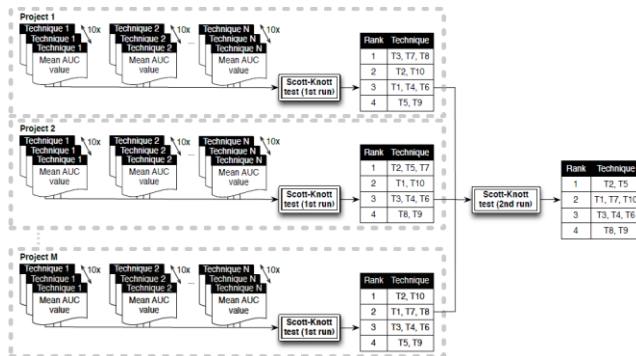 Project 1
Technique 1
Technique 1
Technique 1
Mean AUC
value
10x
Technique 2
Technique 2
Technique 2
Mean AUC
value
10x
...
Technique N
Technique N
Technique N
Mean AUC
value
10x
Scott-Knott
test (1st run)
Rank Technique
1 T3, T7, T8
2 T2, T10
3 T1, T4, T6
4 T5, T9
Project 2
Technique 1
Technique 1
Technique 1
Mean AUC
value
10x
Technique 2
Technique 2
Technique 2
Mean AUC
value
10x
...
Technique N
Technique N
Technique N
Mean AUC
value
10x
Scott-Knott
test (1st run)
Rank Technique
1 T2, T5, T7
2 T1, T10
3 T3, T4, T6
4 T8, T9
Scott-Knott
test (2nd run)
Rank Technique
1 T2, T5
2 T1, T7, T10
3 T3, T4, T6
4 T8, T9
Project M
Technique 1
Technique 1
Technique 1
Mean AUC
value
10x
Technique 2
Technique 2
Technique 2
Mean AUC
value
10x
...
Technique N
Technique N
Technique N
Mean AUC
value
10x
Scott-Knott
test (1st run)
Rank Technique
1 T2, T10
2 T1, T7, T8
3 T3, T4, T6
4 T5, T9